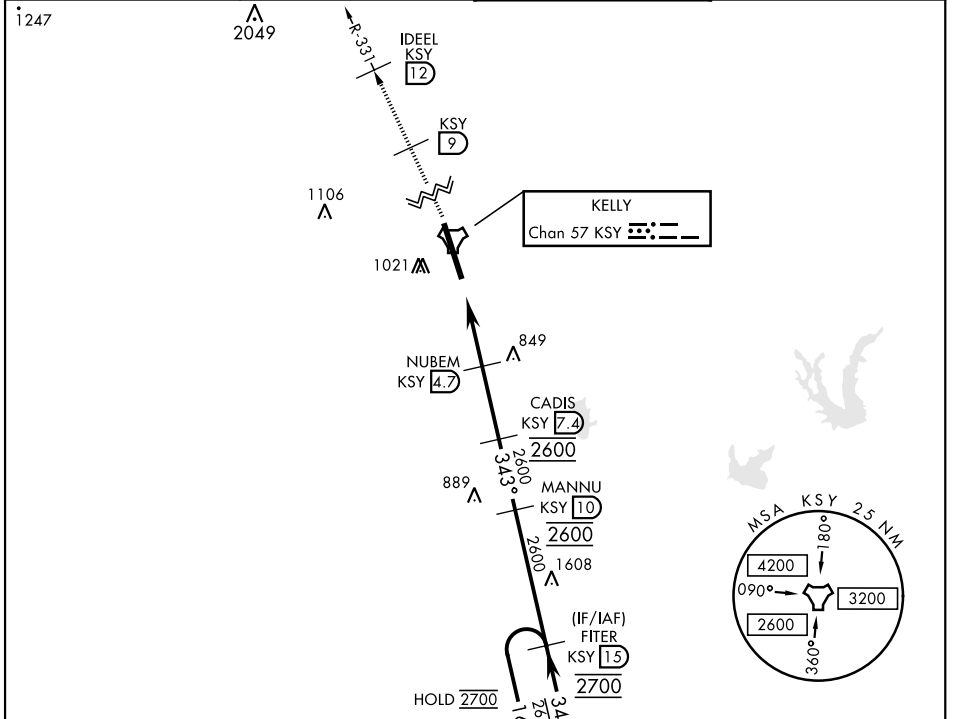 1247
2049
R-331
IDEEL
KSY
12
KSY
9
1106
KELLY
Chan 57 KSY
1021
849
NUBEM
KSY 4.7
CADIS
KSY 7.4
2600
2600
343°
889
MANNU
KSY 10
2600
2600
1608
MSA KSY 25 NM
180°
4200
090°
3200
2600
360°
(IF/IAF)
FITER
KSY 15
2700
HOLD 2700